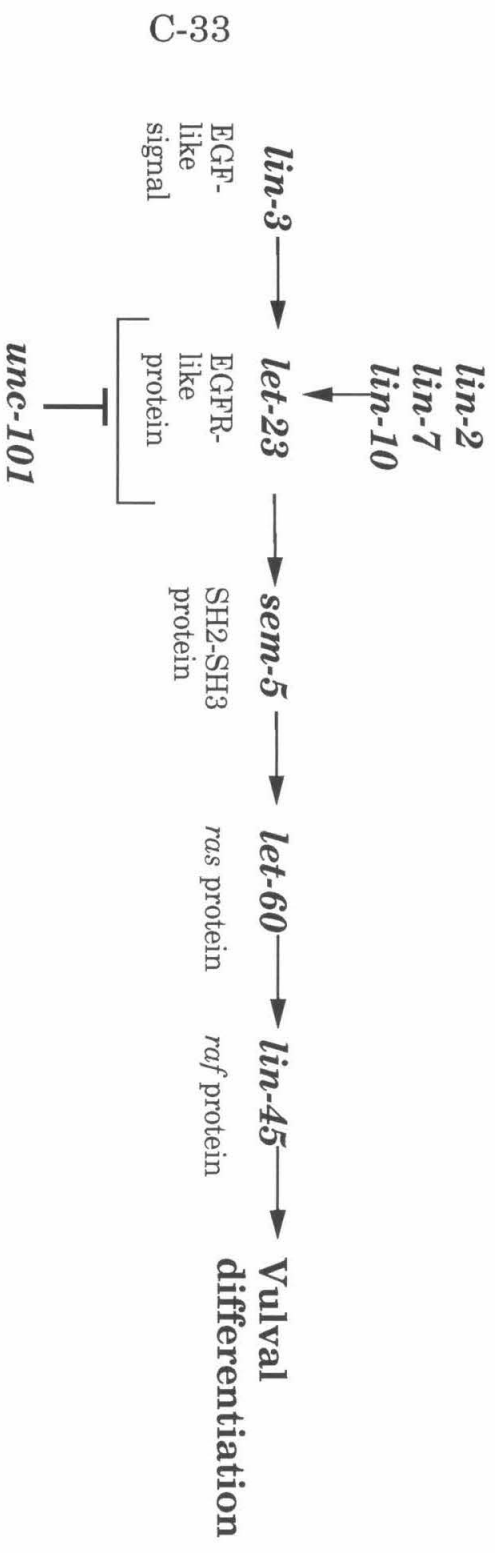 C-33
lin-2
lin-7
lin-10
lin-3
let-23
sem-5
let-60
lin-45
Vulval
differentiation
EGF-
like
signal
EGFR-
like
protein
SH2-SH3
protein
ras protein
raf protein
unc-101